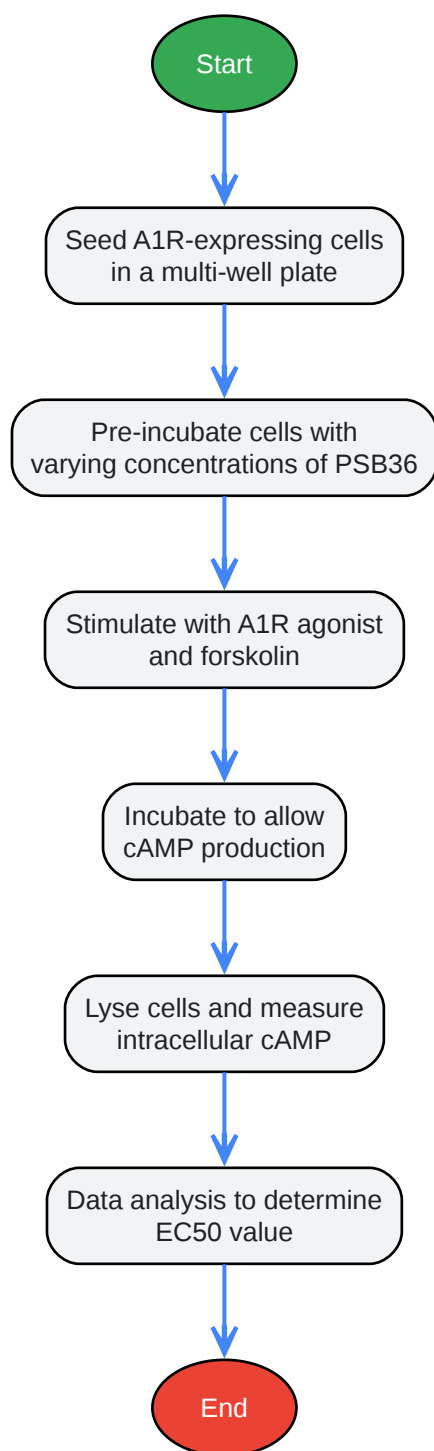 Start
Seed A1R-expressing cells
in a multi-well plate
Pre-incubate cells with
varying concentrations of PSB36
Stimulate with A1R agonist
and forskolin
Incubate to allow
cAMP production
Lyse cells and measure
intracellular cAMP
Data analysis to determine
EC50 value
End